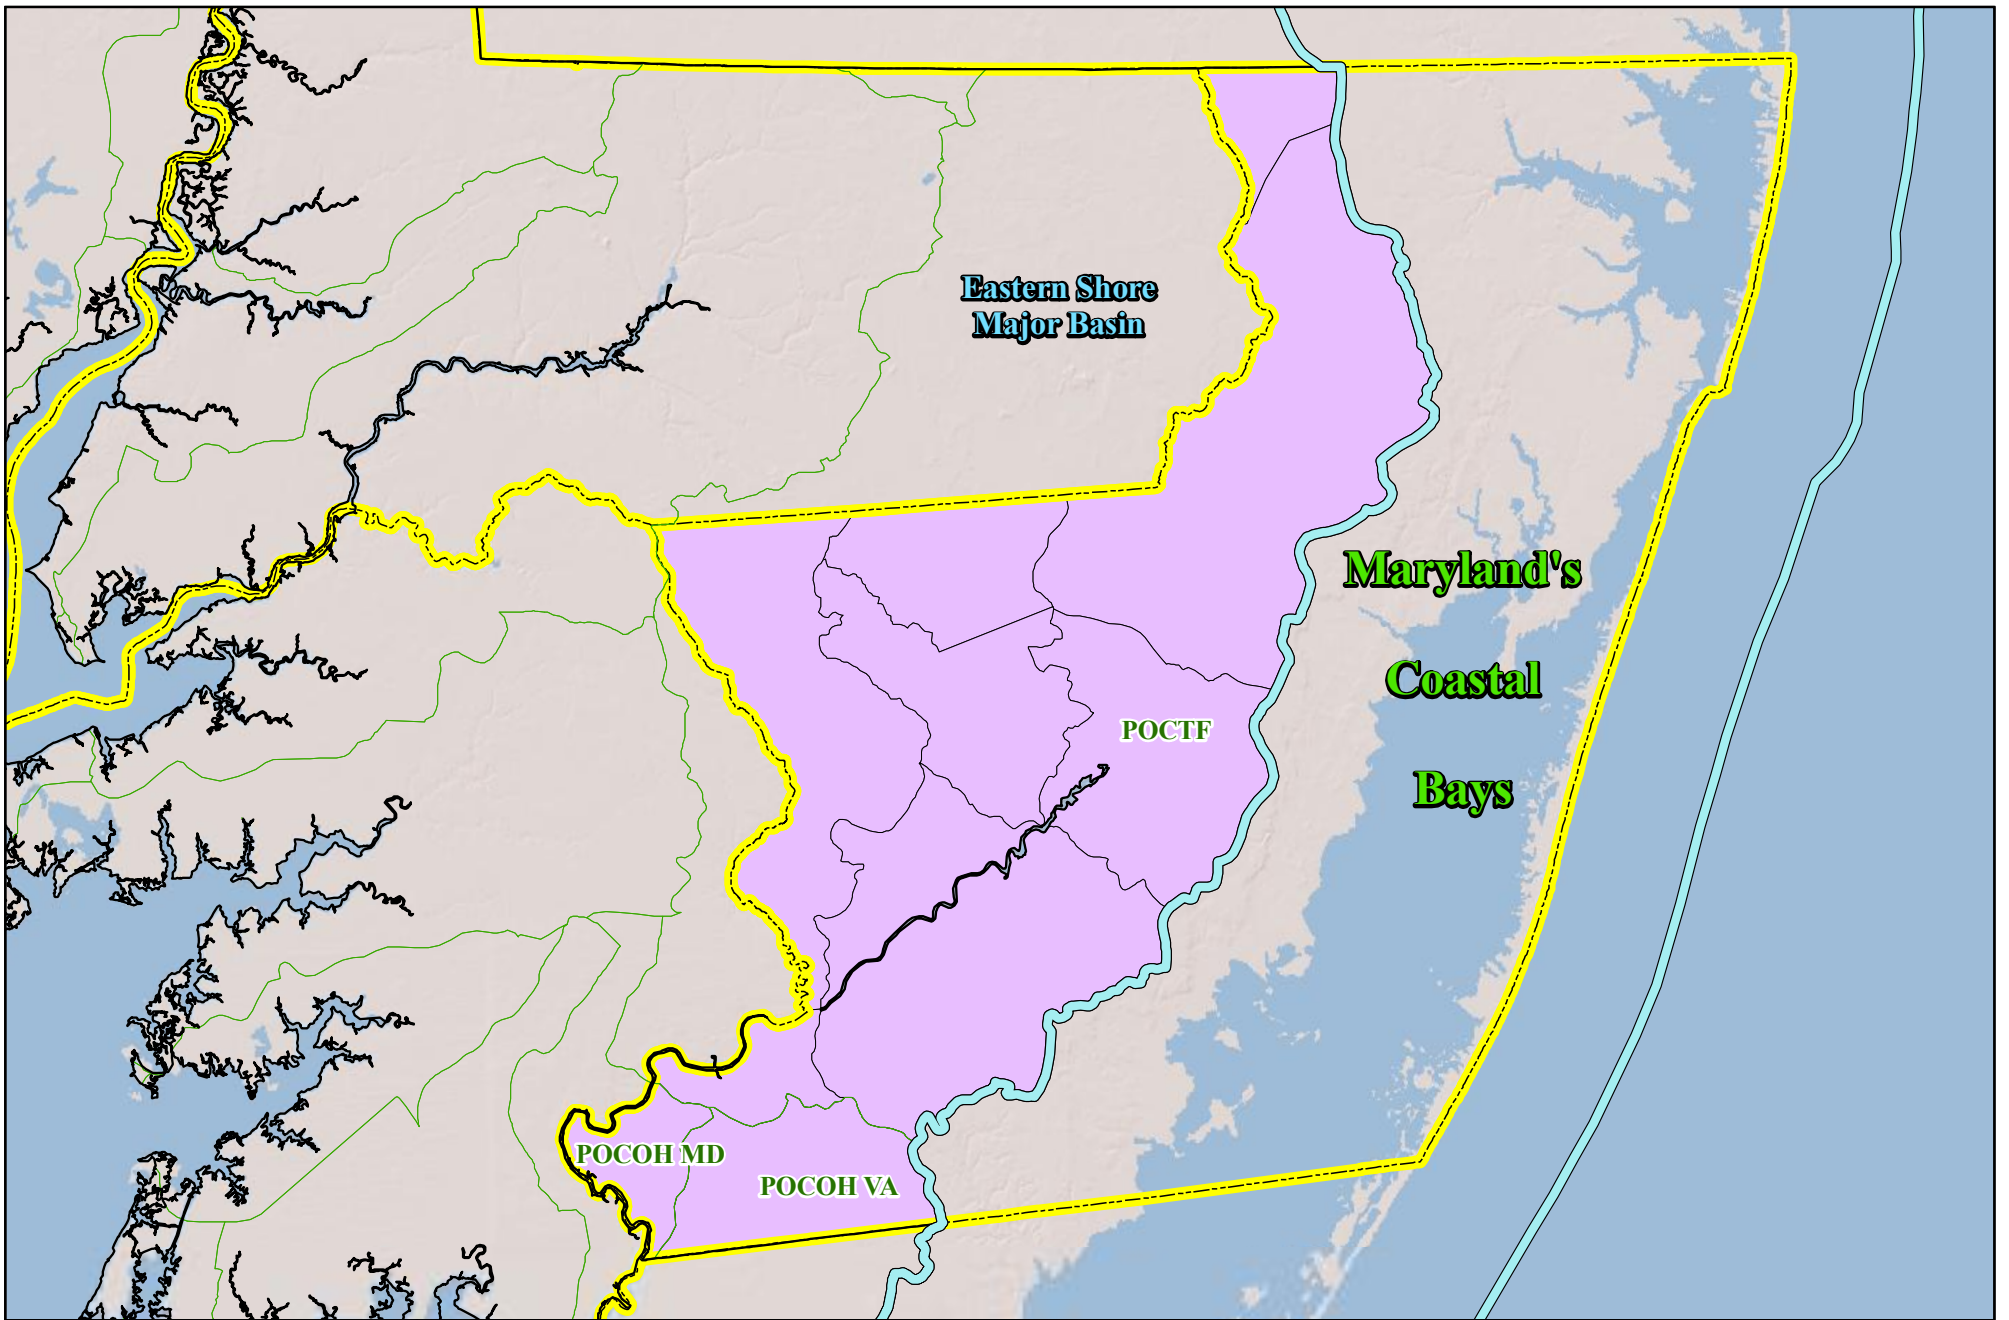 Eastern Shore
Major Basin
Maryland's
Coastal
Bays
POCTF
POCOH MD
POCOH VA